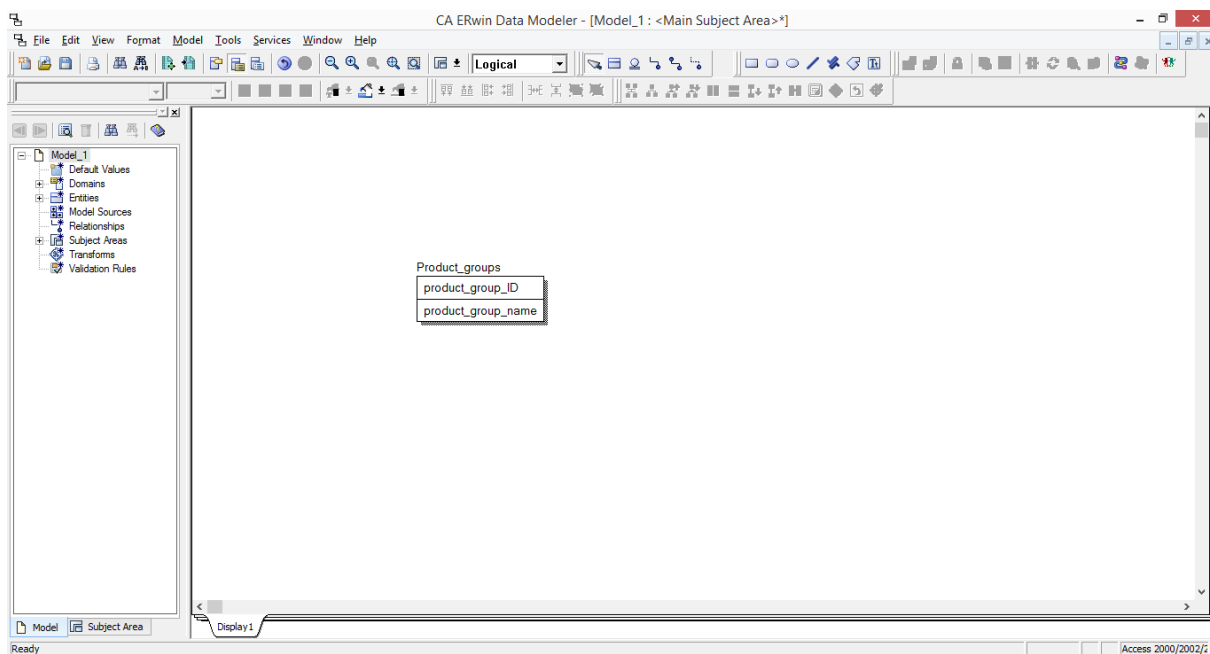 CA ERwin Data Modeler - [Model_1 : <Main Subject Area>*]
File Edit View Format Model Tools Services Window Help
Logical
Model_1
Default Values
Domains
Entities
Model Sources
Relationships
Subject Areas
Transforms
Validation Rules
Product_groups
product_group_ID
product_group_name
Model Subject Area
Display1
Ready
Access 2000/2002/2